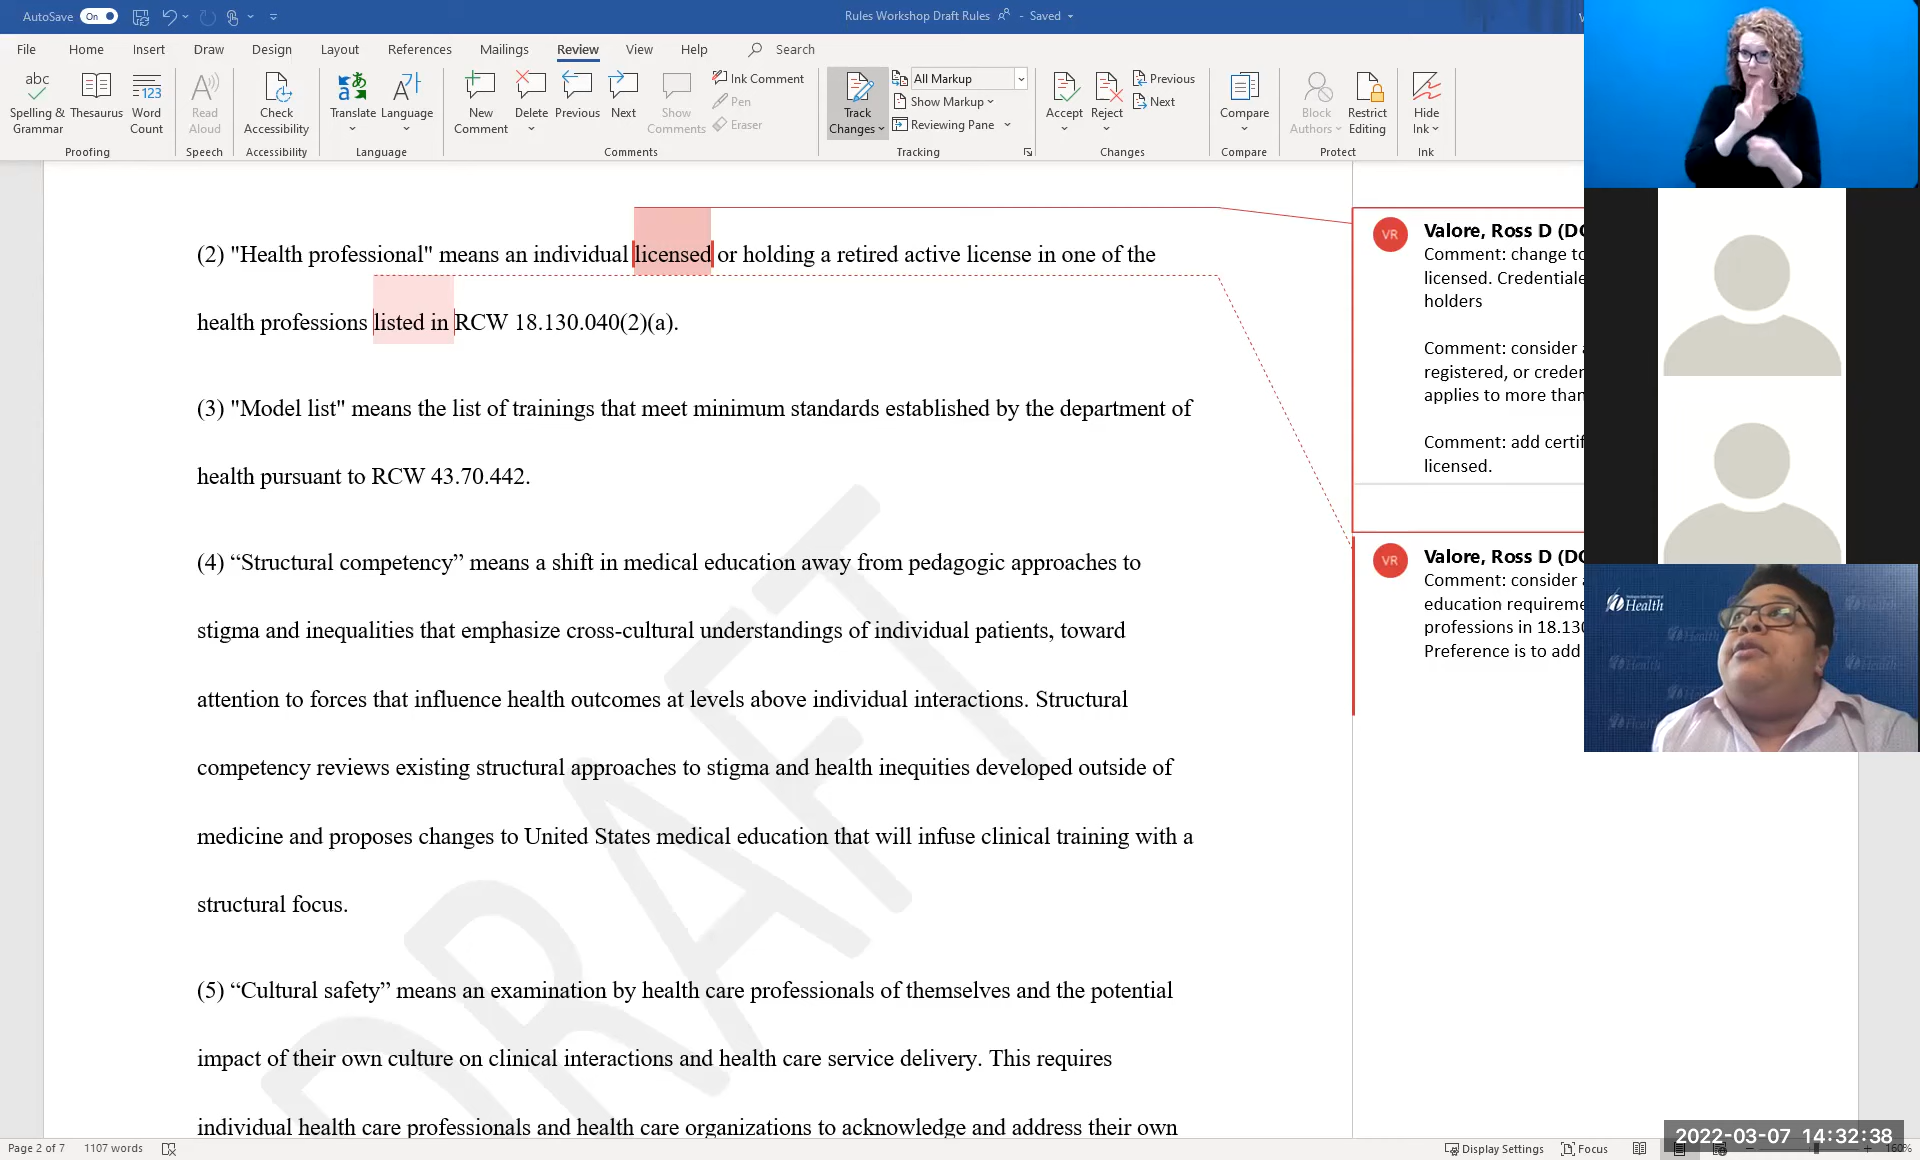 AutoSave On Rules Workshop Draft Rules - Saved
File Home Insert Draw Design Layout References Mailings Review View Help Search
abc Spelling & Grammar
Thesaurus
123 Word Count
Proofing
Read Aloud
Speech
Check Accessibility
Accessibility
Translate
Language
Language
New Comment
Delete
Previous
Next
Show Comments
Ink Comment
Pen
Eraser
Comments
Track Changes
All Markup
Show Markup
Reviewing Pane
Tracking
Accept
Reject
Previous
Next
Changes
Compare
Compare
Block Authors
Restrict Editing
Protect
Hide Ink
Ink
(2) "Health professional" means an individual licensed or holding a retired active license in one of the
health professions listed in RCW 18.130.040(2)(a).
(3) "Model list" means the list of trainings that meet minimum standards established by the department of
health pursuant to RCW 43.70.442.
(4) “Structural competency” means a shift in medical education away from pedagogic approaches to
stigma and inequalities that emphasize cross-cultural understandings of individual patients, toward
attention to forces that influence health outcomes at levels above individual interactions. Structural
competency reviews existing structural approaches to stigma and health inequities developed outside of
medicine and proposes changes to United States medical education that will infuse clinical training with a
structural focus.
(5) “Cultural safety” means an examination by health care professionals of themselves and the potential
impact of their own culture on clinical interactions and health care service delivery. This requires
individual health care professionals and health care organizations to acknowledge and address their own
DRAFT
VR Valore, Ross D (DO
Comment: change to
licensed. Credentiale
holders
Comment: consider
registered, or creden
applies to more than
Comment: add certif
licensed.
VR Valore, Ross D (DO
Comment: consider
education requireme
professions in 18.130
Preference is to add
Health
Page 2 of 7 1107 words
Display Settings Focus 160%
2022-03-07 14:32:38